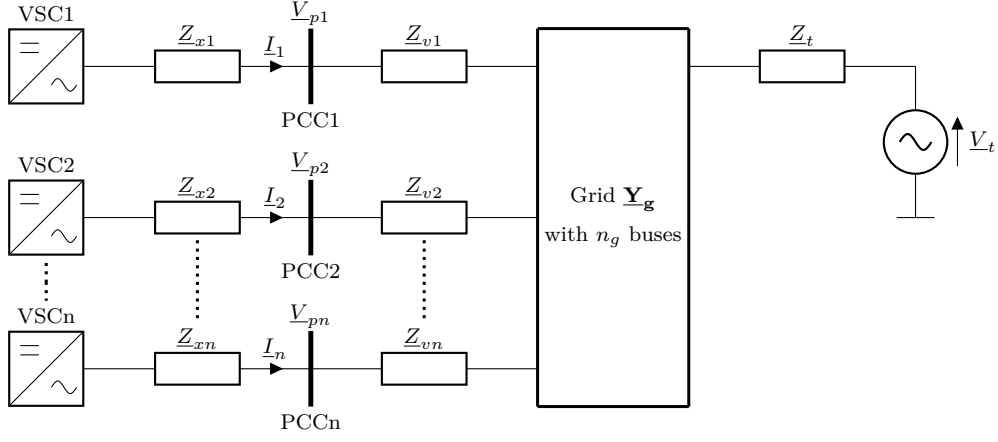 VSC1
Z_x1
I_1
V_p1
Z_v1
PCC1
Z_t
V_t
VSC2
Z_x2
I_2
V_p2
Z_v2
PCC2
Grid Y_g
with n_g buses
VSCn
Z_xn
I_n
V_pn
Z_vn
PCCn